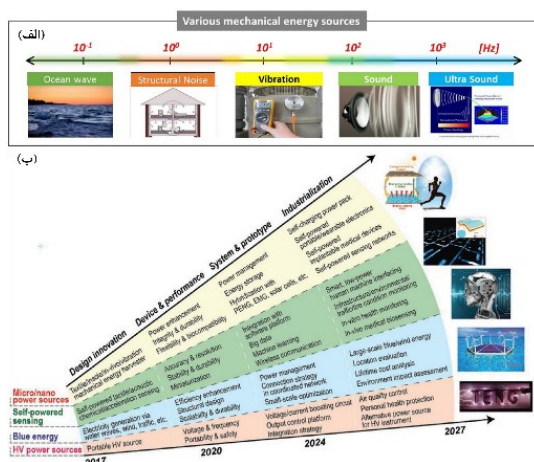 Various mechanical energy sources
(الف)
10⁻¹ 10⁰ 10¹ 10² 10³ [Hz]
Ocean wave Structural Noise Vibration Sound Ultra Sound
(ب)
Design innovation Device & performance System & prototype Industrialization
Micro/nano
power sources
Textile/insole/in-vivo/vibration
mechanical energy harvester
Power enhancement
Integrity & durability
Flexibility & biocompatibility
Power management
Energy storage
Hybridization with
PENG, EMG, solar cells, etc.
Self-charging power pack
Self-powered
portable/wearable electronics
Self-powered
implantable medical devices
Self-powered sensing networks
Self-powered
sensing
Self-powered tactile/acoustic
chemical/acceleration sensing
Accuracy & resolution
Stability & durability
Miniaturization
Integration with
achieve platform
Big data
Machine learning
Wireless communication
Smart, low-power
human machine interfacing
Infrastructure/environmental/
traffic condition monitoring
In-vitro health monitoring
In-vivo medical biosensing
Blue energy
Electricity generation via
water waves, wind, traffic, etc.
Efficiency enhancement
Structural design
Scalability & durability
Power management
Connection strategy
in coordinated network
Small-scale optimization
Large-scale blue/wind energy
Location evaluation
Lifetime cost analysis
Environment impact assessment
HV power sources
Portable HV source
Voltage & frequency
Portability & safety
Voltage/current boosting circuit
Output control platform
Integration strategy
Air quality control
Personal health protection
Alternative power source
for HV instrument
TENG
2017 2020 2024 2027